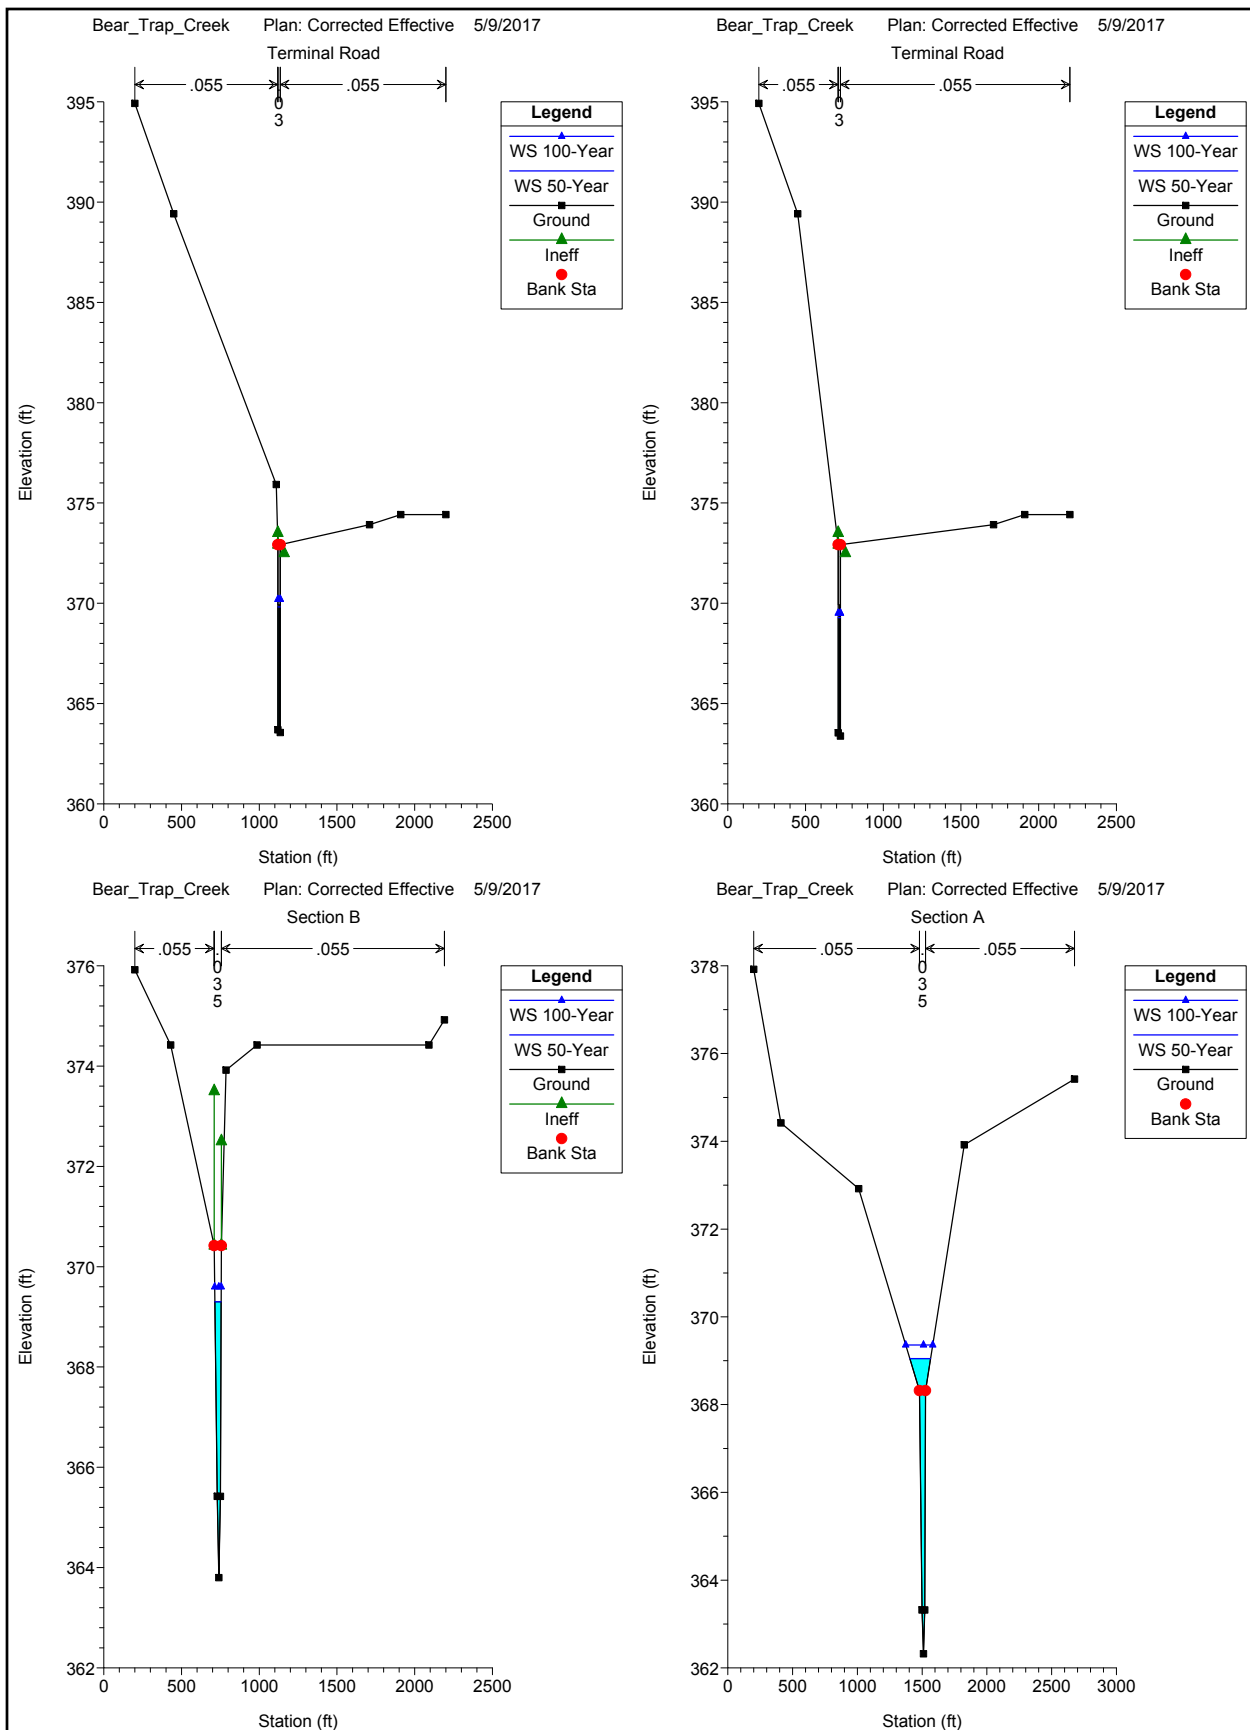 Bear_Trap_Creek Plan: Corrected Effective 5/9/2017
Terminal Road
.055
.055
0
3
395
390
385
380
375
370
365
360
0
500
1000
1500
2000
2500
Elevation (ft)
Station (ft)
Legend
WS 100-Year
WS 50-Year
Ground
Ineff
Bank Sta
Bear_Trap_Creek Plan: Corrected Effective 5/9/2017
Terminal Road
.055
.055
0
3
395
390
385
380
375
370
365
360
0
500
1000
1500
2000
2500
Elevation (ft)
Station (ft)
Legend
WS 100-Year
WS 50-Year
Ground
Ineff
Bank Sta
Bear_Trap_Creek Plan: Corrected Effective 5/9/2017
Section B
.055
.
0
3
5
.055
376
374
372
370
368
366
364
362
0
500
1000
1500
2000
2500
Elevation (ft)
Station (ft)
Legend
WS 100-Year
WS 50-Year
Ground
Ineff
Bank Sta
Bear_Trap_Creek Plan: Corrected Effective 5/9/2017
Section A
.055
.
0
3
5
.055
378
376
374
372
370
368
366
364
362
0
500
1000
1500
2000
2500
3000
Elevation (ft)
Station (ft)
Legend
WS 100-Year
WS 50-Year
Ground
Bank Sta